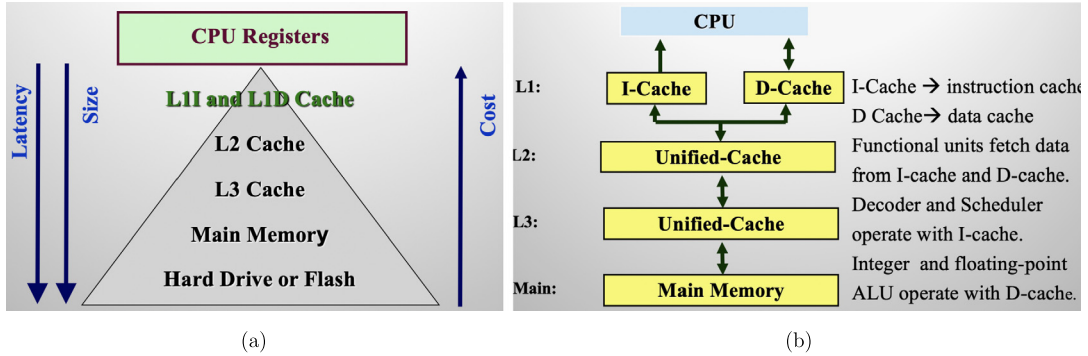 CPU Registers
Latency
Size
L1I and L1D Cache
L2 Cache
L3 Cache
Main Memory
Hard Drive or Flash
Cost
(a)
CPU
L1:
I-Cache
D-Cache
L2:
Unified-Cache
L3:
Unified-Cache
Main:
Main Memory
I-Cache → instruction cache
D Cache→ data cache
Functional units fetch data
from I-cache and D-cache.
Decoder and Scheduler
operate with I-cache.
Integer and floating-point
ALU operate with D-cache.
(b)